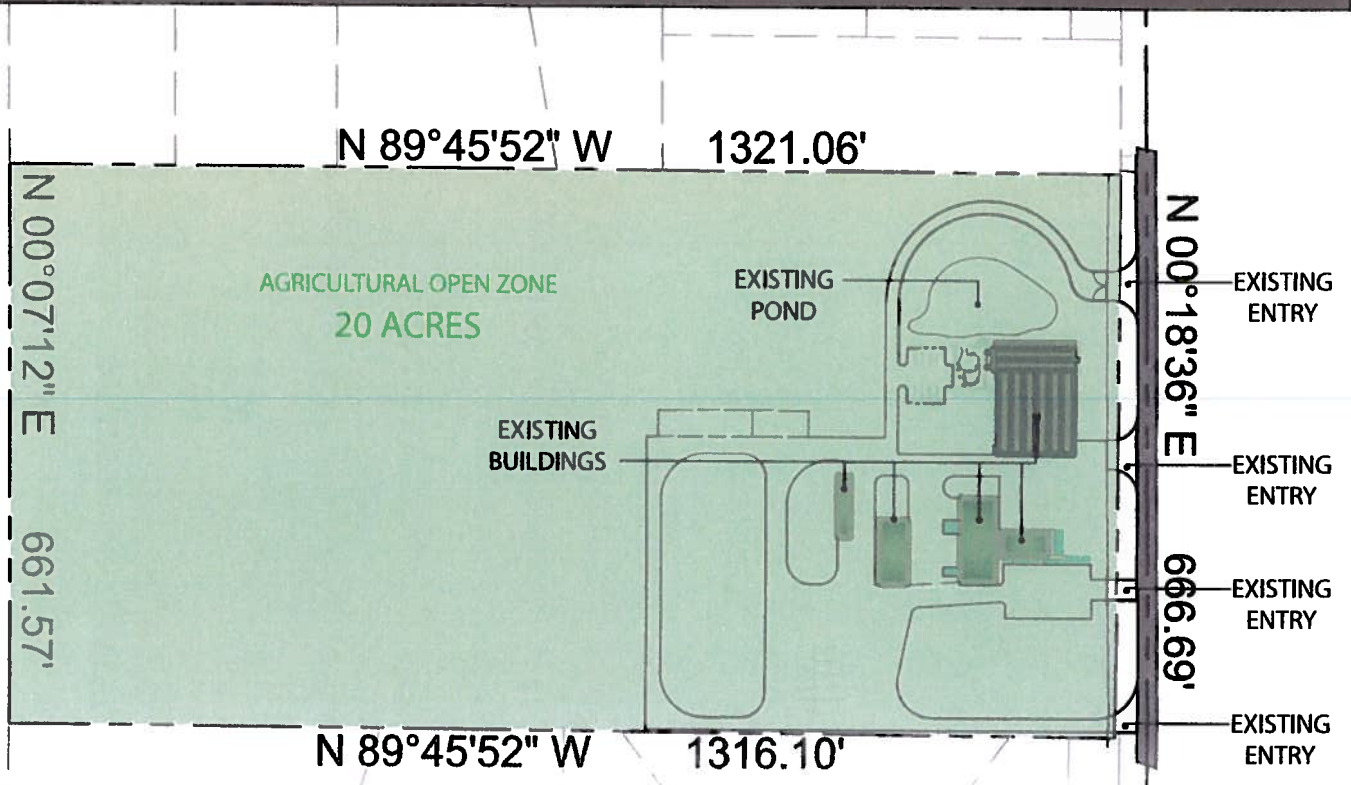 N 89°45'52" W 1321.06'
N 00°07'12" E 661.57'
AGRICULTURAL OPEN ZONE
20 ACRES
EXISTING
POND
EXISTING
BUILDINGS
N 00°18'36" E 666.69'
EXISTING
ENTRY
EXISTING
ENTRY
EXISTING
ENTRY
EXISTING
ENTRY
N 89°45'52" W 1316.10'